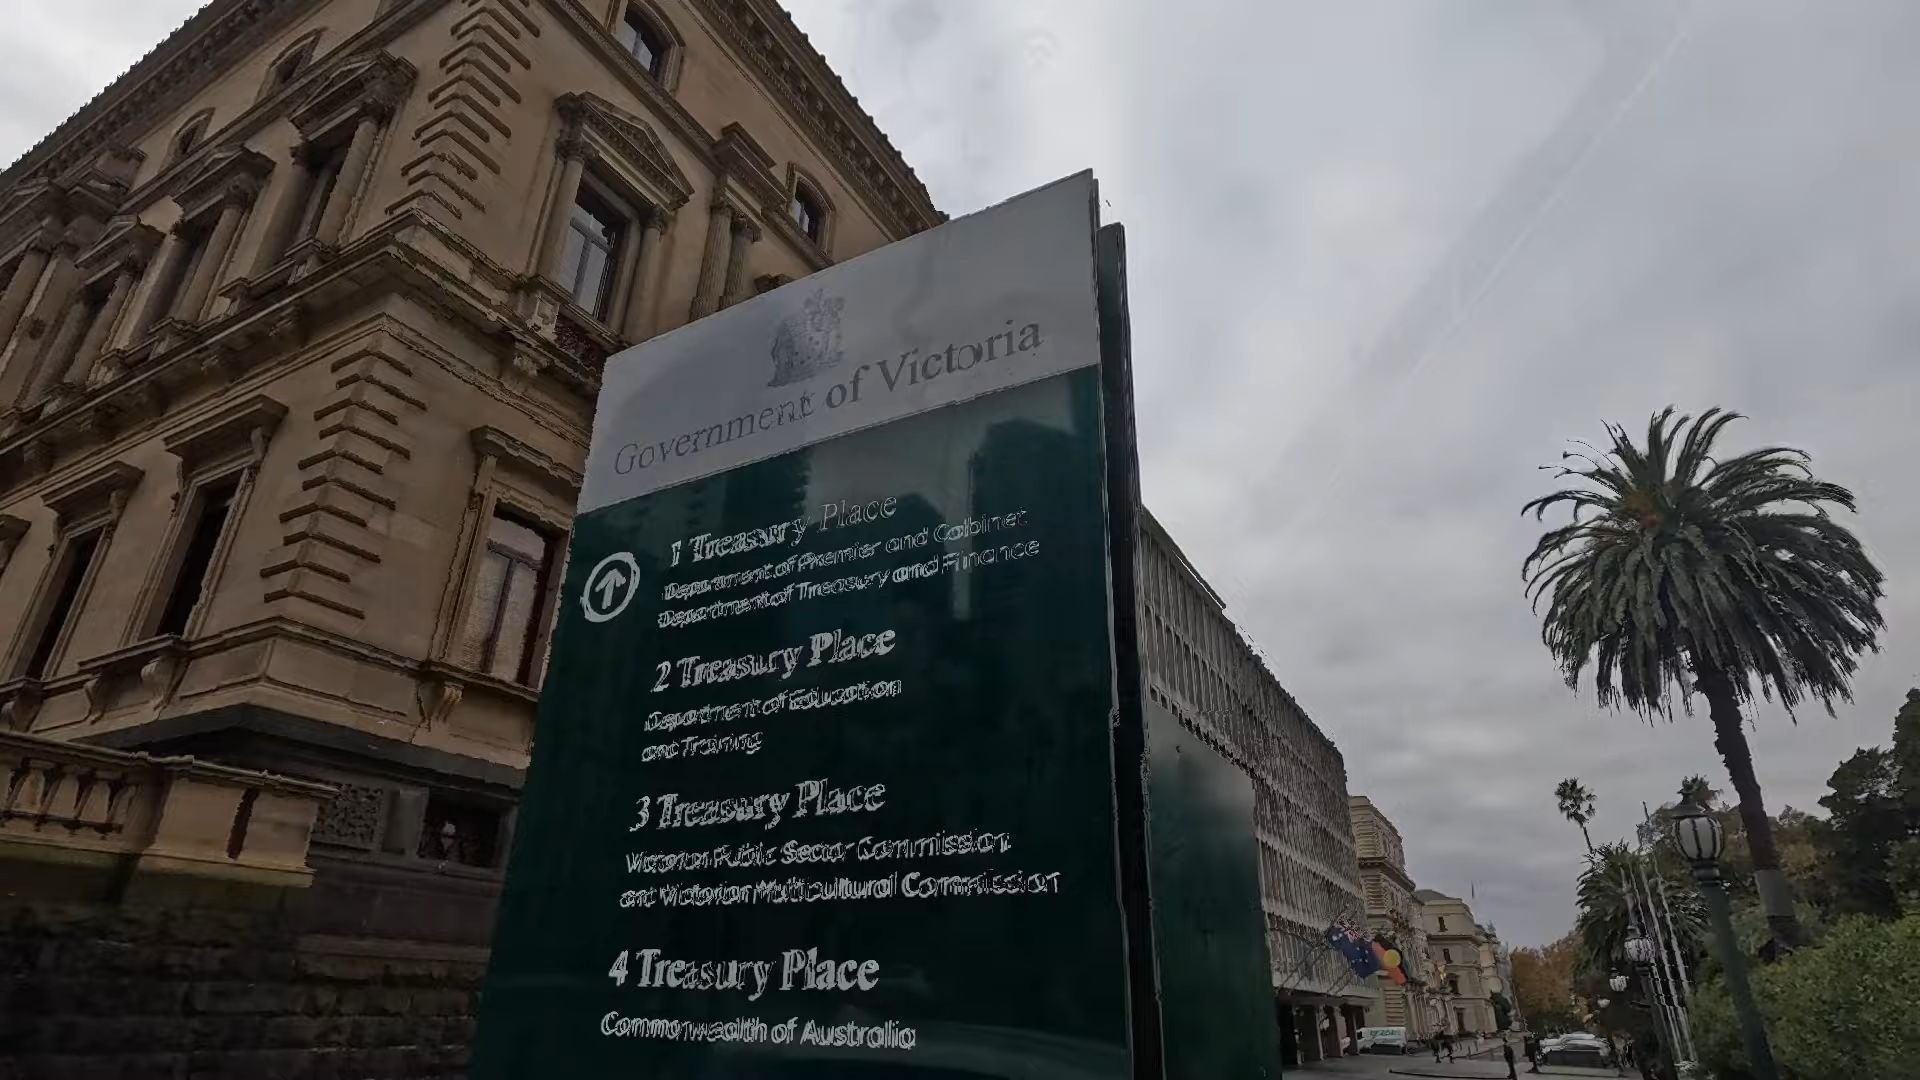 Government of Victoria
1 Treasury Place
Department of Premier and Cabinet
Department of Treasury and Finance
2 Treasury Place
Department of Education
and Training
3 Treasury Place
Victorian Public Sector Commission
and Victorian Multicultural Commission
4 Treasury Place
Commonwealth of Australia